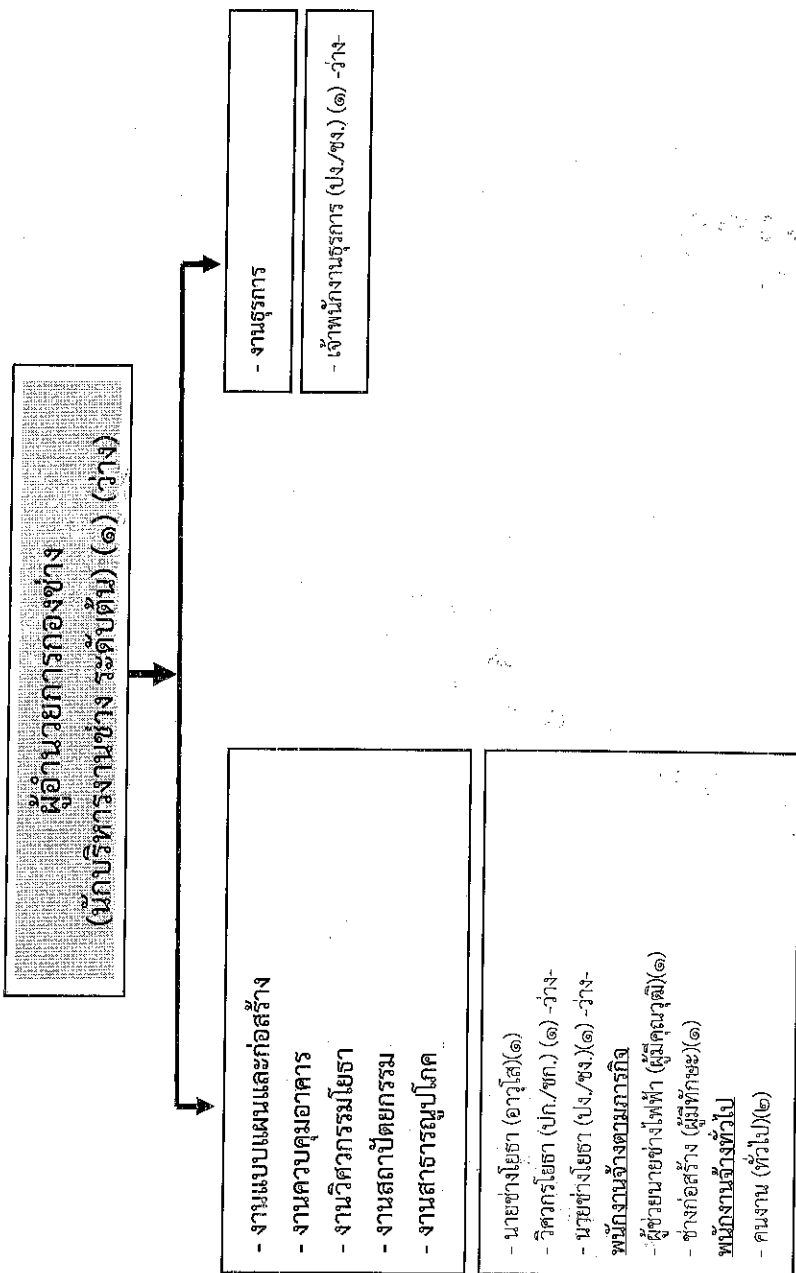 ผู้อำนวยการกองช่าง
(นักบริหารงานช่าง ระดับต้น) (๑) (ว่าง)
- งานแบบแผนและก่อสร้าง
- งานควบคุมอาคาร
- งานวิศวกรรมโยธา
- งานสถาปัตยกรรม
- งานสาธารณูปโภค
- นายช่างโยธา (อาวุโส)(๑)
- วิศวกรโยธา (ปก./ชก.) (๑) -ว่าง-
- นายช่างโยธา (ปง./ชง.)(๑) -ว่าง-
พนักงานจ้างตามภารกิจ
- ผู้ช่วยนายช่างไฟฟ้า (ผู้มีคุณวุฒิ)(๑)
- ช่างก่อสร้าง (ผู้มีทักษะ)(๑)
พนักงานจ้างทั่วไป
- คนงาน (ทั่วไป)(๒)
- งานธุรการ
- เจ้าพนักงานธุรการ (ปง./ชง.) (๑) -ว่าง-